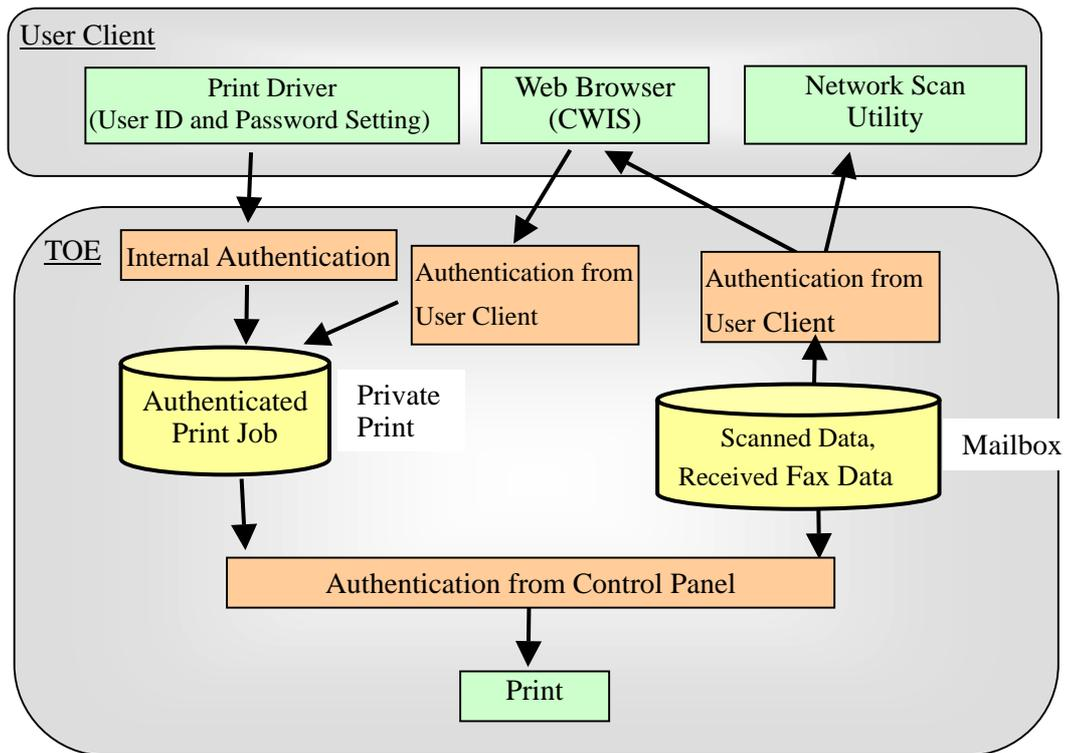 User Client
Print Driver
(User ID and Password Setting)
Web Browser
(CWIS)
Network Scan
Utility
TOE
Internal Authentication
Authentication from
User Client
Authentication from
User Client
Authenticated
Print Job
Private
Print
Scanned Data,
Received Fax Data
Mailbox
Authentication from Control Panel
Print